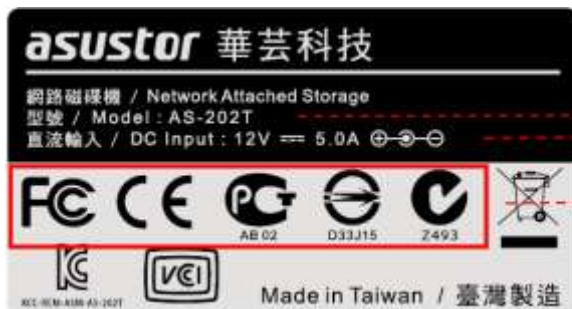 asustor 華芸科技
網路磁碟機 / Network Attached Storage
型號 / Model : AS-202T
直流輸入 / DC Input : 12V 5.0A
FC CE PC AB 02 D33J15 Z493
VCI
Made in Taiwan / 臺灣製造